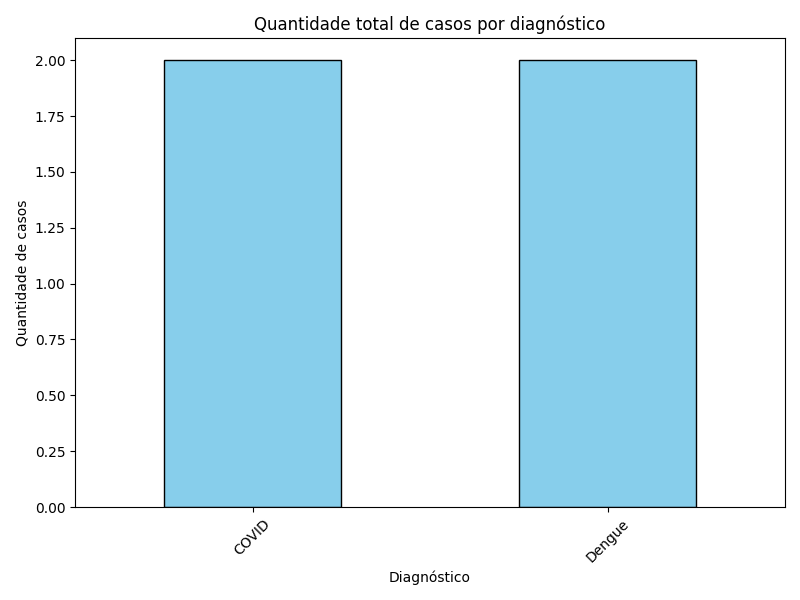 Quantidade total de casos por diagnóstico
Quantidade de casos
2.00
1.75
1.50
1.25
1.00
0.75
0.50
0.25
0.00
COVID
Dengue
Diagnóstico